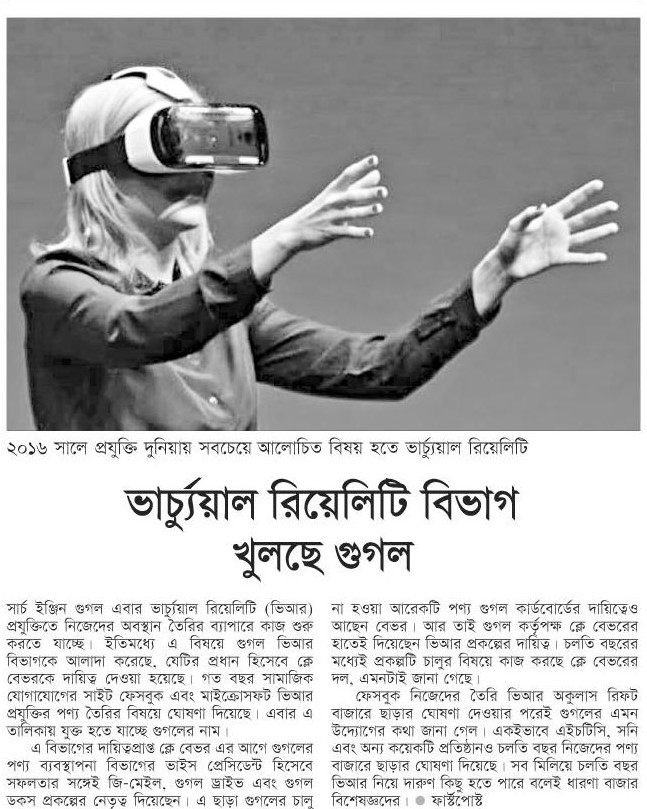 ২০১৬ সালে প্রযুক্তি দুনিয়ায় সবচেয়ে আলোচিত বিষয় হতে ভার্চ্যুয়াল রিয়েলিটি
ভার্চ্যুয়াল রিয়েলিটি বিভাগ
খুলছে গুগল
সার্চ ইঞ্জিন গুগল এবার ভার্চ্যুয়াল রিয়েলিটি (ভিআর)
প্রযুক্তিতে নিজেদের অবস্থান তৈরির ব্যাপারে কাজ শুরু
করতে যাচ্ছে। ইতিমধ্যে এ বিষয়ে গুগল ভিআর
বিভাগকে আলাদা করেছে, যেটির প্রধান হিসেবে ক্লে
বেভরকে দায়িত্ব দেওয়া হয়েছে। গত বছর সামাজিক
যোগাযোগের সাইট ফেসবুক এবং মাইক্রোসফট ভিআর
প্রযুক্তির পণ্য তৈরির বিষয়ে ঘোষণা দিয়েছে। এবার এ
তালিকায় যুক্ত হতে যাচ্ছে গুগলের নাম।
এ বিভাগের দায়িত্বপ্রাপ্ত ক্লে বেভর এর আগে গুগলের
পণ্য ব্যবস্থাপনা বিভাগের ভাইস প্রেসিডেন্ট হিসেবে
সফলতার সঙ্গেই জি-মেইল, গুগল ড্রাইভ এবং গুগল
ডকস প্রকল্পের নেতৃত্ব দিয়েছেন। এ ছাড়া গুগলের চালু
না হওয়া আরেকটি পণ্য গুগল কার্ডবোর্ডের দায়িত্বেও
আছেন বেভর। আর তাই গুগল কর্তৃপক্ষ ক্লে বেভরের
হাতেই দিয়েছেন ভিআর প্রকল্পের দায়িত্ব। চলতি বছরের
মধ্যেই প্রকল্পটি চালুর বিষয়ে কাজ করছে ক্লে বেভরের
দল, এমনটাই জানা গেছে।
ফেসবুক নিজেদের তৈরি ভিআর অকুলাস রিফট
বাজারে ছাড়ার ঘোষণা দেওয়ার পরেই গুগলের এমন
উদ্যোগের কথা জানা গেল। একইভাবে এইচটিসি, সনি
এবং অন্য কয়েকটি প্রতিষ্ঠানও চলতি বছর নিজেদের পণ্য
বাজারে ছাড়ার ঘোষণা দিয়েছে। সব মিলিয়ে চলতি বছর
ভিআর নিয়ে দারুণ কিছু হতে পারে বলেই ধারণা বাজার
বিশেষজ্ঞদের। ● ফার্স্টপোস্ট